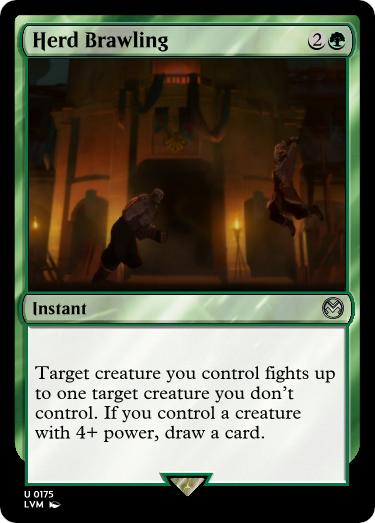 Herd Brawling 2
Instant
Target creature you control fights up
to one target creature you don't
control. If you control a creature
with 4+ power, draw a card.
U 0175
LVM